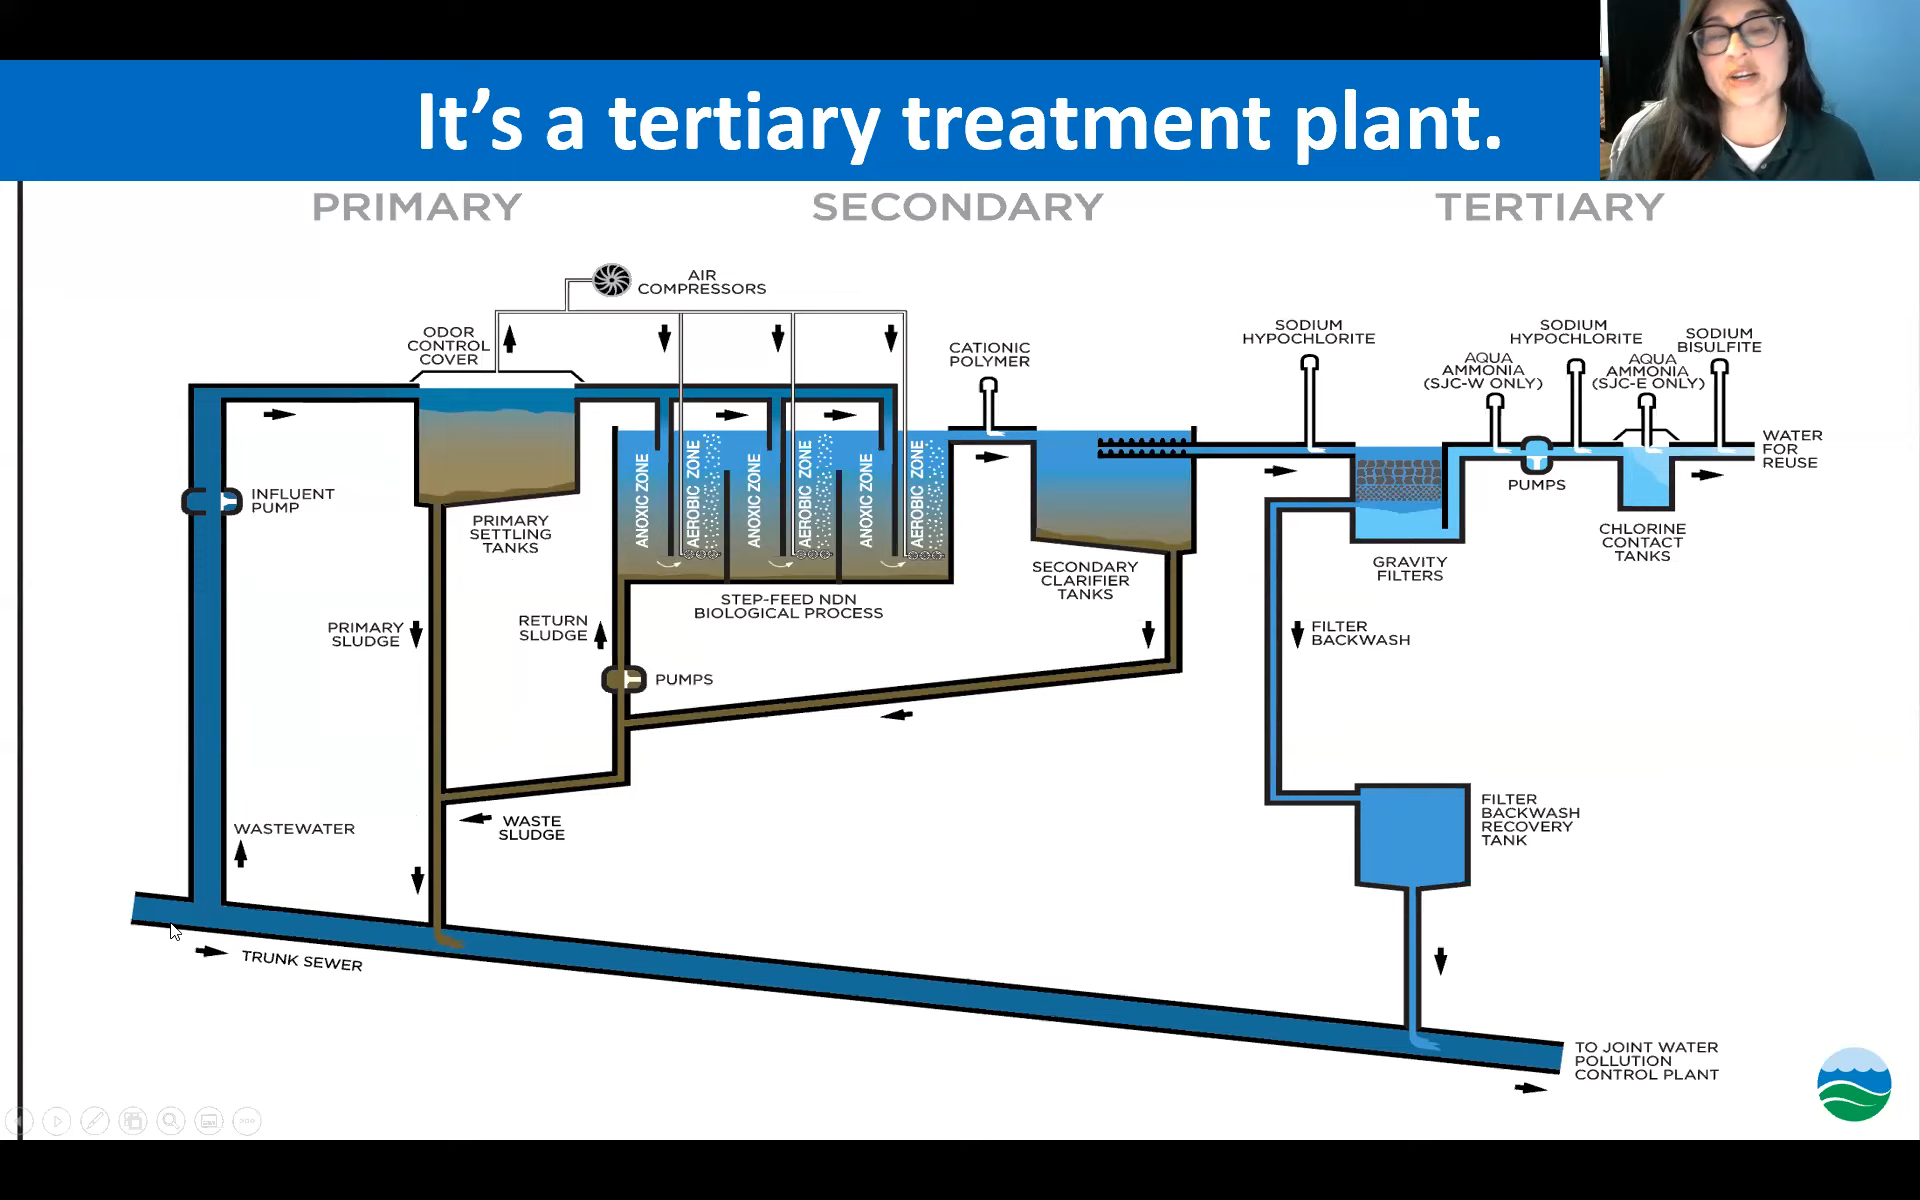 It's a tertiary treatment plant.
PRIMARY
SECONDARY
TERTIARY
AIR
COMPRESSORS
ODOR
CONTROL
COVER
CATIONIC
POLYMER
SODIUM
HYPOCHLORITE
SODIUM
HYPOCHLORITE
SODIUM
BISULFITE
AQUA
AMMONIA
(SJC-W ONLY)
AQUA
AMMONIA
(SJC-E ONLY)
WATER
FOR
REUSE
INFLUENT
PUMP
PRIMARY
SETTLING
TANKS
ANOXIC ZONE
AEROBIC ZONE
ANOXIC ZONE
AEROBIC ZONE
ANOXIC ZONE
AEROBIC ZONE
STEP-FEED NDN
BIOLOGICAL PROCESS
SECONDARY
CLARIFIER
TANKS
GRAVITY
FILTERS
PUMPS
CHLORINE
CONTACT
TANKS
PRIMARY
SLUDGE
RETURN
SLUDGE
PUMPS
FILTER
BACKWASH
WASTEWATER
WASTE
SLUDGE
FILTER
BACKWASH
RECOVERY
TANK
TRUNK SEWER
TO JOINT WATER
POLLUTION
CONTROL PLANT